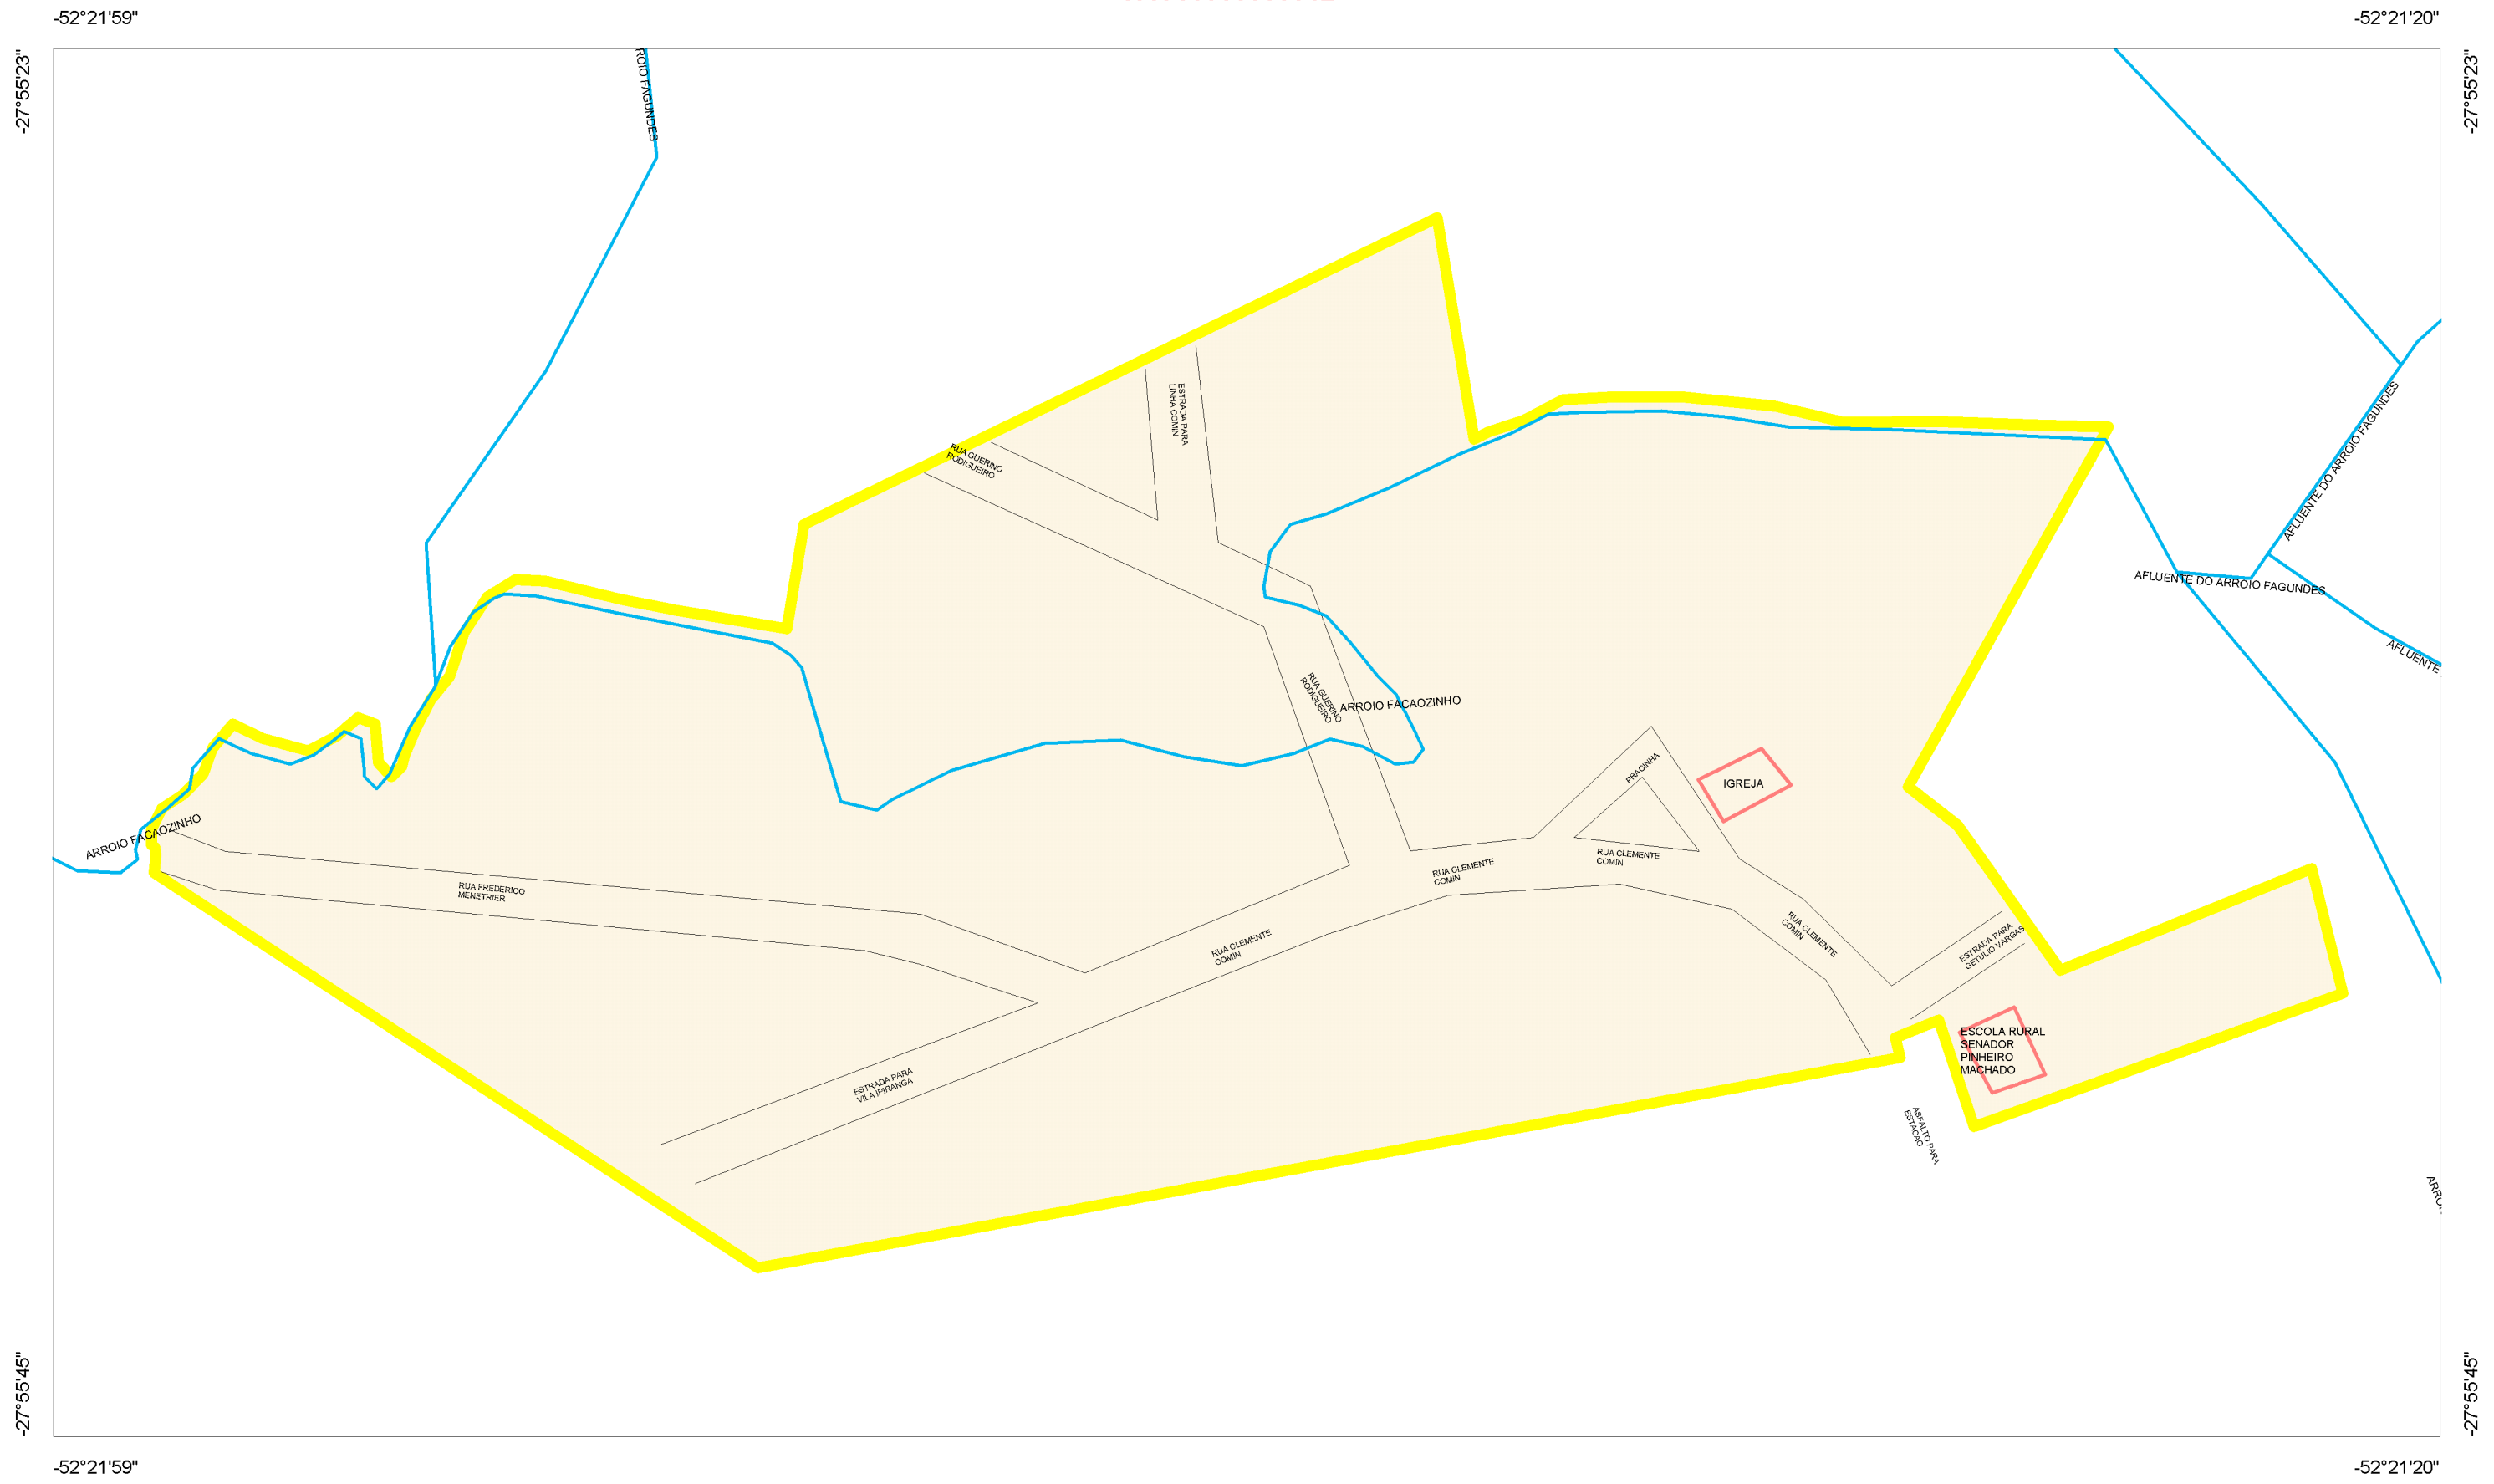 -52°21'59"
-52°21'20"
-27°55'23"
-27°55'23"
ROIO FAGUNDES
ESTRADA PARA
LINHA COMIN
RUA GUERINO
RODIGUEIRO
AFLUENTE DO ARROIO FAGUNDES
AFLUENTE DO ARROIO FAGUNDES
AFLUENTE
RUA GUERINO
RODIGUEIRO
ARROIO FACAOZINHO
PRACINHA
IGREJA
ARROIO FACAOZINHO
RUA CLEMENTE
COMIN
RUA CLEMENTE
COMIN
RUA FREDERICO
MENETRIER
RUA CLEMENTE
COMIN
RUA CLEMENTE
COMIN
ESTRADA PARA
GETULIO VARGAS
ESCOLA RURAL
SENADOR
PINHEIRO
MACHADO
ESTRADA PARA
VILA IPIRANGA
ASFALTO PARA
ESTACAO
-27°55'45"
-27°55'45"
-52°21'59"
-52°21'20"